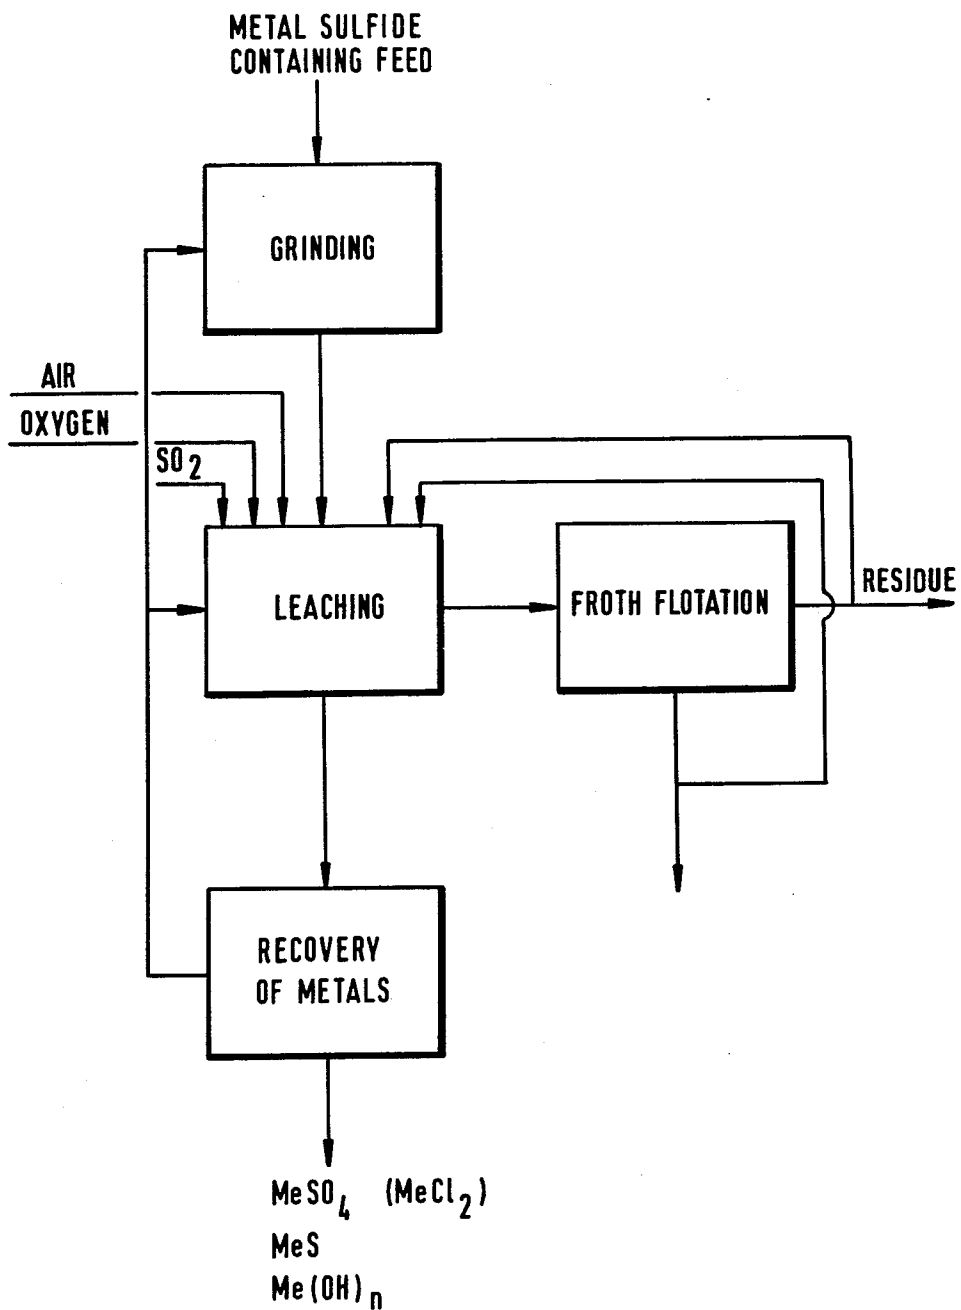 METAL SULFIDE
CONTAINING FEED
GRINDING
AIR
OXYGEN
SO₂
LEACHING
FROTH FLOTATION
RESIDUE
RECOVERY
OF METALS
MeSO₄ (MeCl₂)
MeS
Me(OH)ₙ